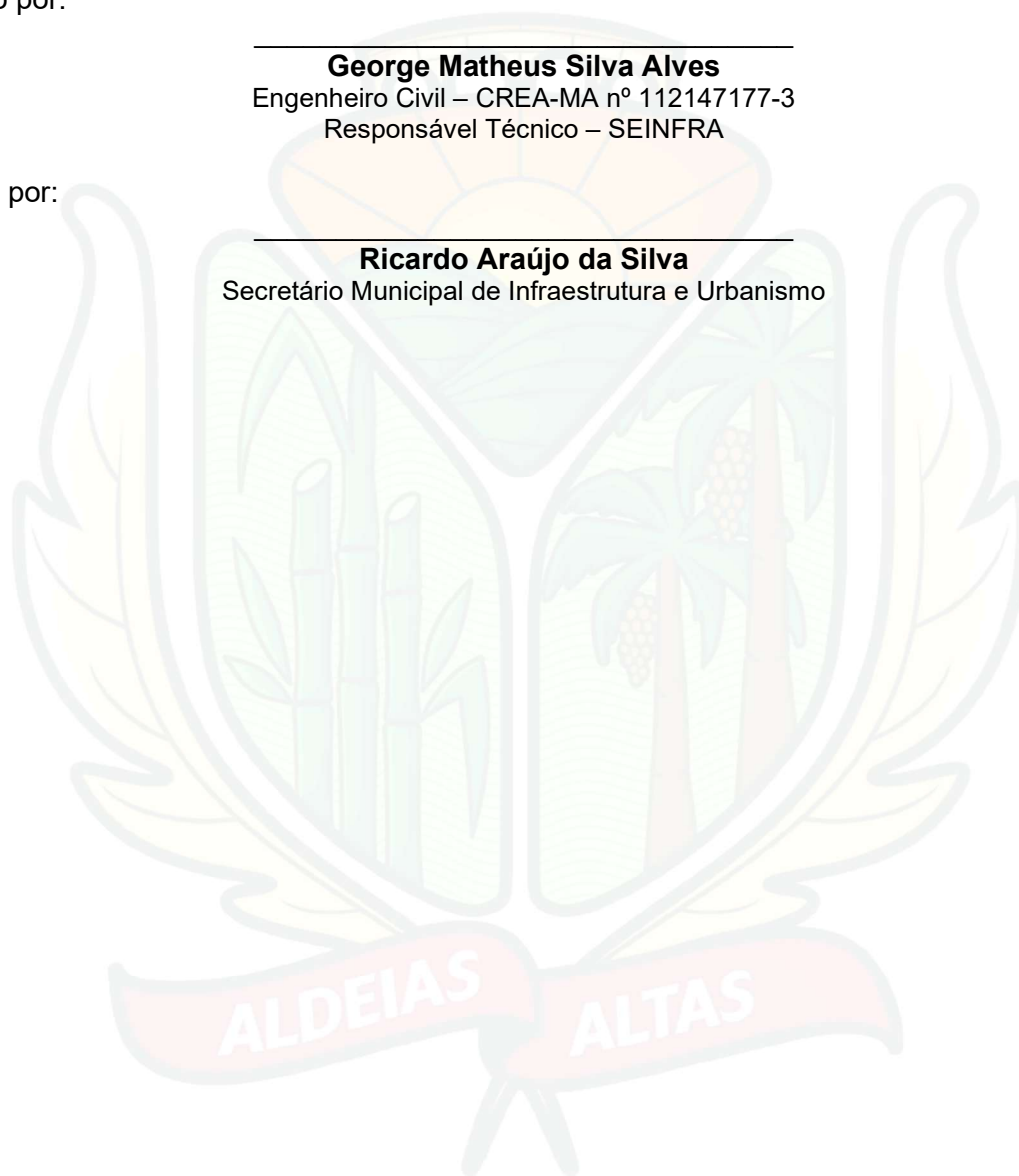 por:
George Matheus Silva Alves
Engenheiro Civil – CREA-MA nº 112147177-3
Responsável Técnico – SEINFRA
por:
Ricardo Araújo da Silva
Secretário Municipal de Infraestrutura e Urbanismo
ALDEIAS ALTAS